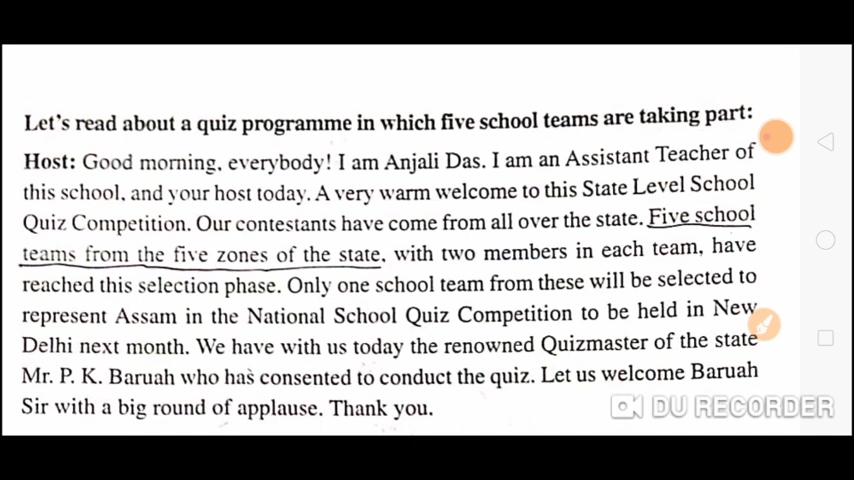 Let's read about a quiz programme in which five school teams are taking part:
Host: Good morning, everybody! I am Anjali Das. I am an Assistant Teacher of
this school, and your host today. A very warm welcome to this State Level School
Quiz Competition. Our contestants have come from all over the state. Five school
teams from the five zones of the state, with two members in each team, have
reached this selection phase. Only one school team from these will be selected to
represent Assam in the National School Quiz Competition to be held in New
Delhi next month. We have with us today the renowned Quizmaster of the state
Mr. P. K. Baruah who has consented to conduct the quiz. Let us welcome Baruah
Sir with a big round of applause. Thank you.
DU RECORDER